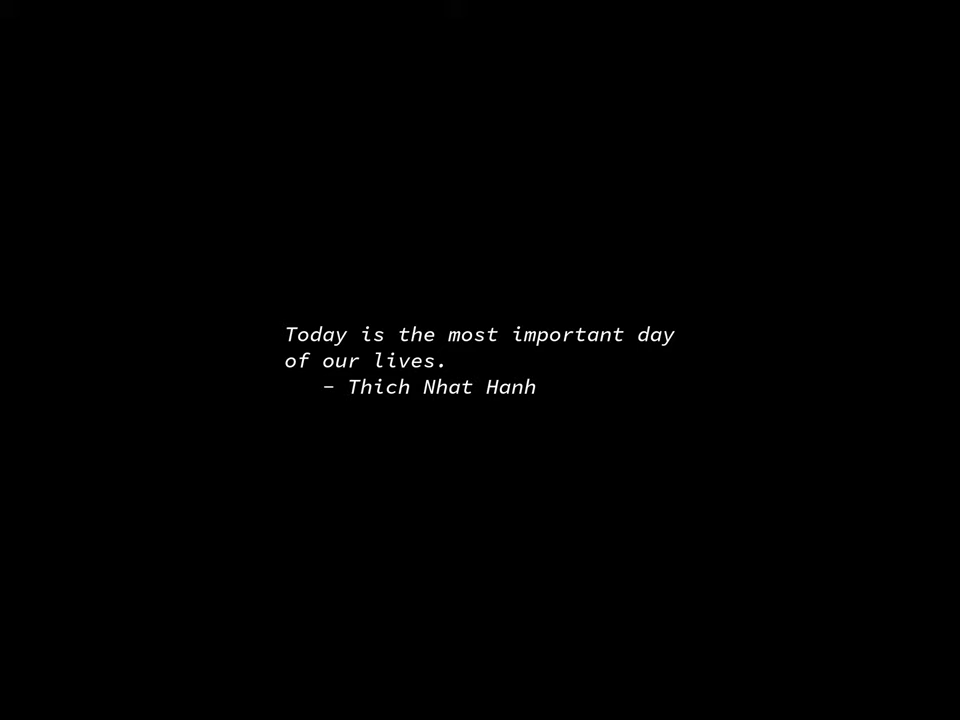 Today is the most important day
of our lives.
– Thich Nhat Hanh